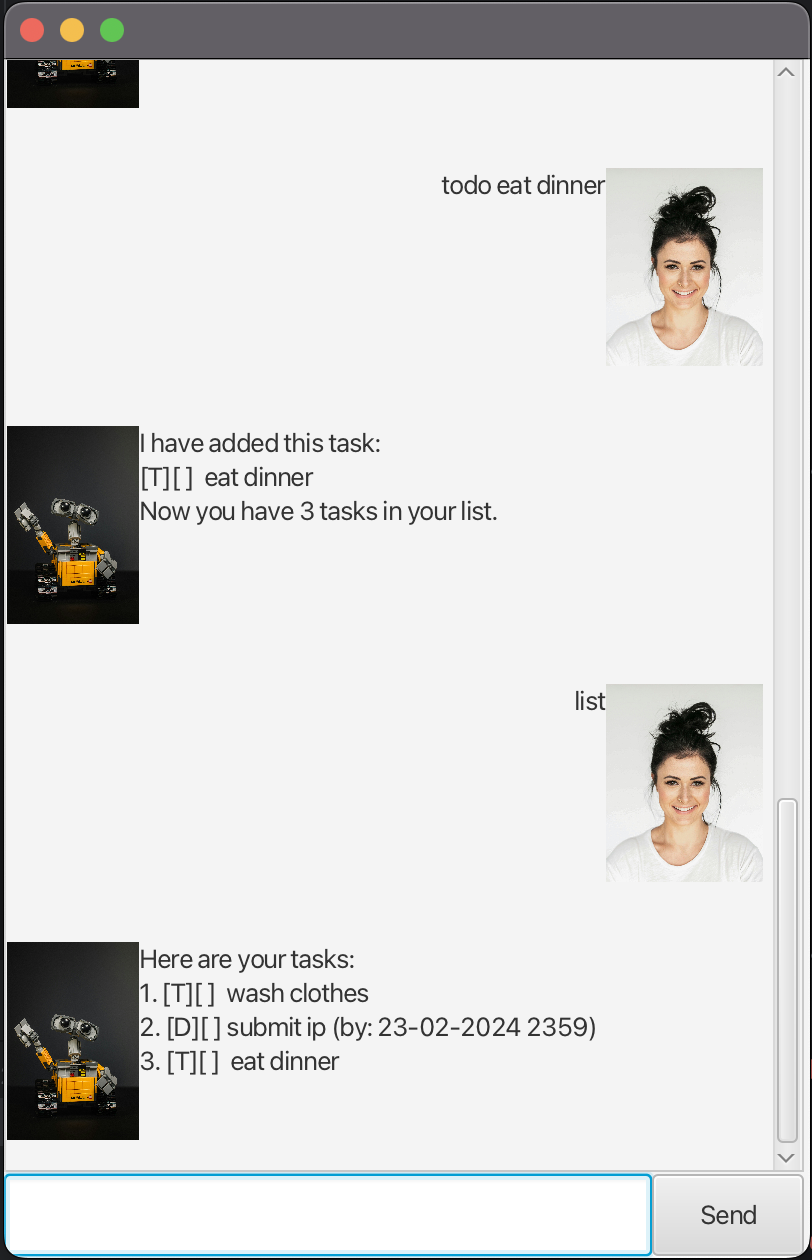 todo eat dinner
I have added this task:
[T][ ]  eat dinner
Now you have 3 tasks in your list.
list
Here are your tasks:
1. [T][ ]  wash clothes
2. [D][ ] submit ip (by: 23-02-2024 2359)
3. [T][ ]  eat dinner
Send